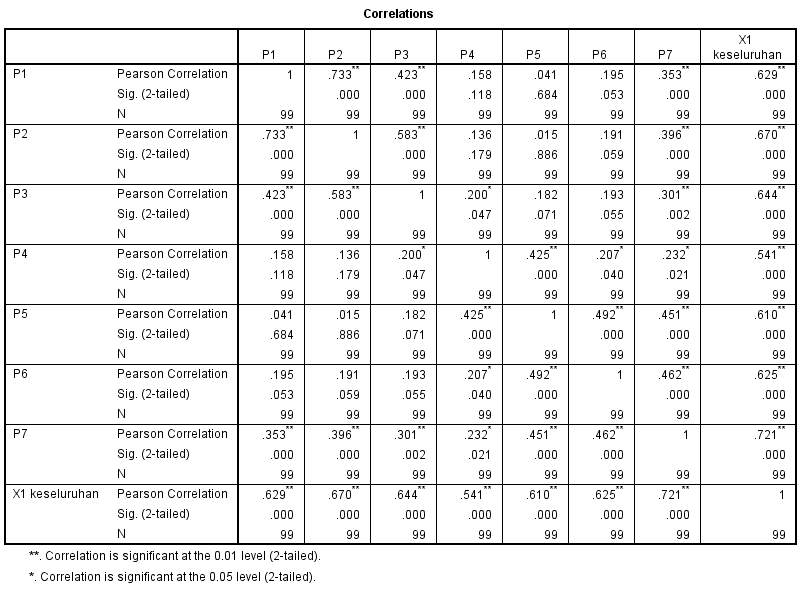 Correlations
P1 P2 P3 P4 P5 P6 P7 X1 keseluruhan
P1 Pearson Correlation 1 .733** .423** .158 .041 .195 .353** .629**
Sig. (2-tailed) .000 .000 .118 .684 .053 .000 .000
N 99 99 99 99 99 99 99 99
P2 Pearson Correlation .733** 1 .583** .136 .015 .191 .396** .670**
Sig. (2-tailed) .000 .000 .179 .886 .059 .000 .000
N 99 99 99 99 99 99 99 99
P3 Pearson Correlation .423** .583** 1 .200* .182 .193 .301** .644**
Sig. (2-tailed) .000 .000 .047 .071 .055 .002 .000
N 99 99 99 99 99 99 99 99
P4 Pearson Correlation .158 .136 .200* 1 .425** .207* .232* .541**
Sig. (2-tailed) .118 .179 .047 .000 .040 .021 .000
N 99 99 99 99 99 99 99 99
P5 Pearson Correlation .041 .015 .182 .425** 1 .492** .451** .610**
Sig. (2-tailed) .684 .886 .071 .000 .000 .000 .000
N 99 99 99 99 99 99 99 99
P6 Pearson Correlation .195 .191 .193 .207* .492** 1 .462** .625**
Sig. (2-tailed) .053 .059 .055 .040 .000 .000 .000
N 99 99 99 99 99 99 99 99
P7 Pearson Correlation .353** .396** .301** .232* .451** .462** 1 .721**
Sig. (2-tailed) .000 .000 .002 .021 .000 .000 .000
N 99 99 99 99 99 99 99 99
X1 keseluruhan Pearson Correlation .629** .670** .644** .541** .610** .625** .721** 1
Sig. (2-tailed) .000 .000 .000 .000 .000 .000 .000
N 99 99 99 99 99 99 99 99
**. Correlation is significant at the 0.01 level (2-tailed).
*. Correlation is significant at the 0.05 level (2-tailed).